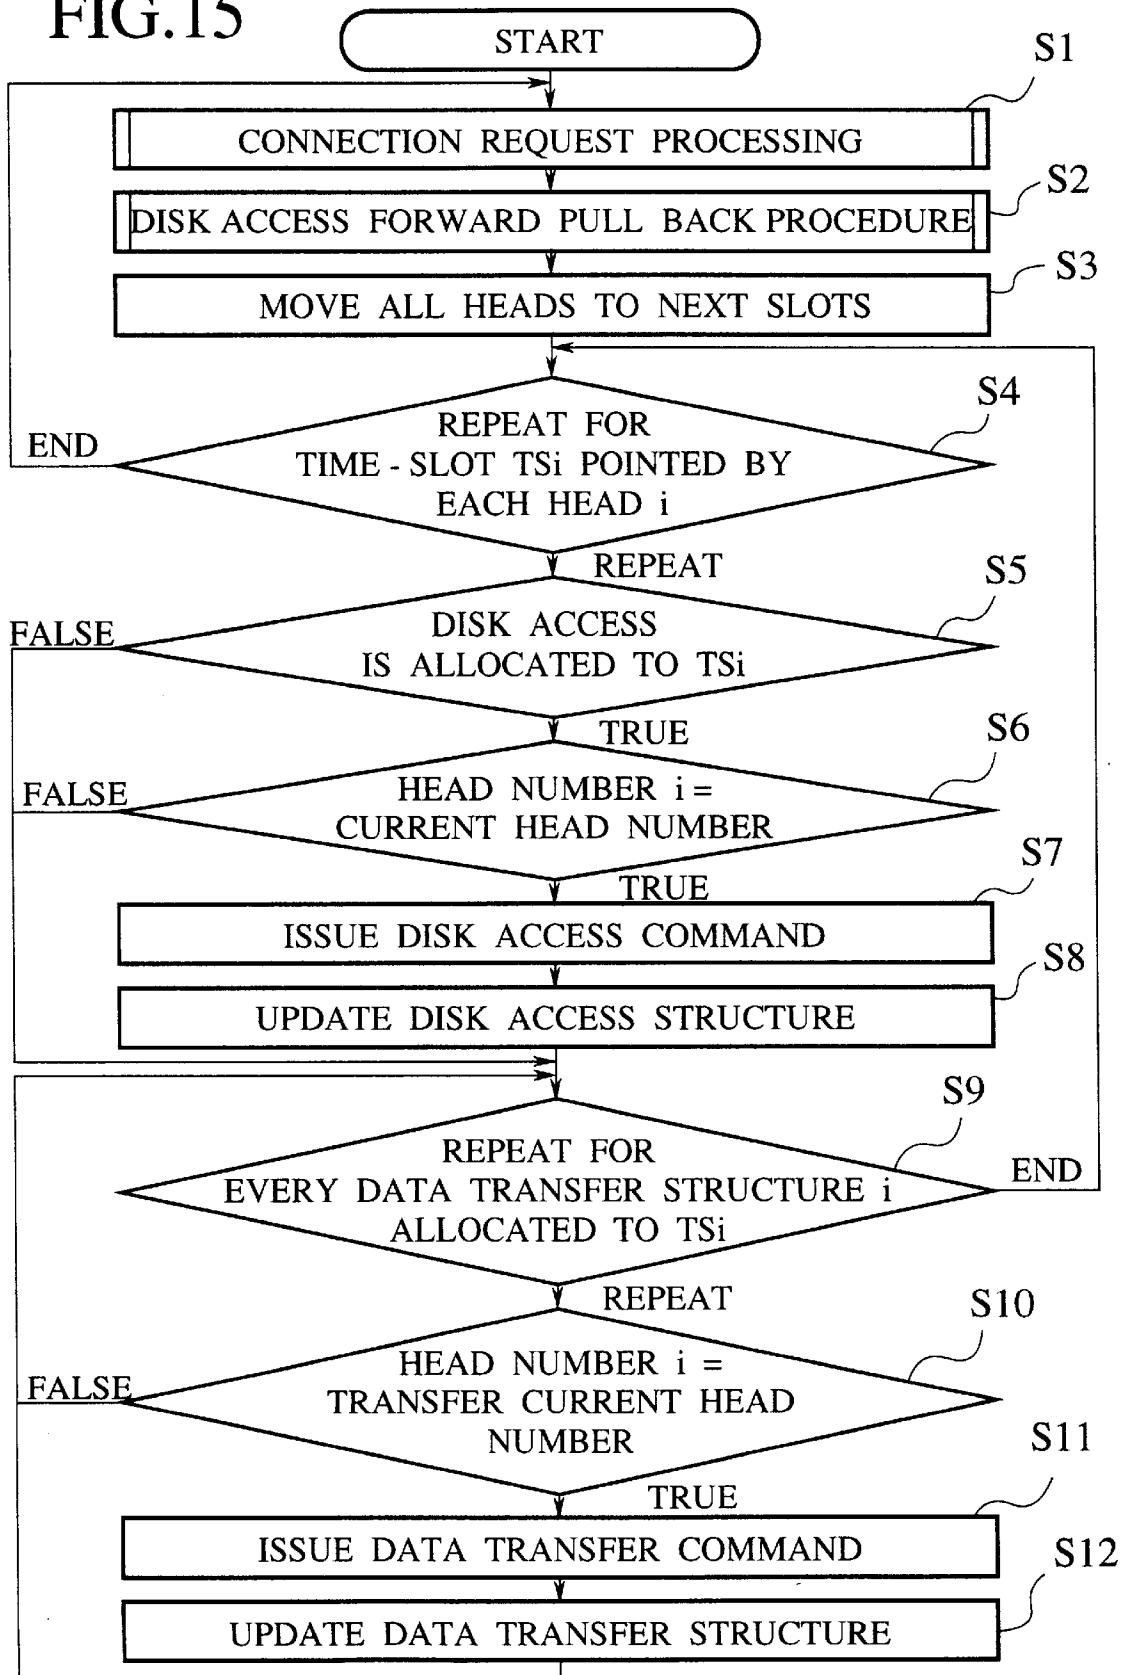 FIG.15
START
S1
CONNECTION REQUEST PROCESSING
S2
DISK ACCESS FORWARD PULL BACK PROCEDURE
S3
MOVE ALL HEADS TO NEXT SLOTS
S4
REPEAT FOR
TIME - SLOT TSi POINTED BY
EACH HEAD i
END
REPEAT
S5
DISK ACCESS
IS ALLOCATED TO TSi
FALSE
TRUE
S6
HEAD NUMBER i =
CURRENT HEAD NUMBER
FALSE
TRUE
S7
ISSUE DISK ACCESS COMMAND
S8
UPDATE DISK ACCESS STRUCTURE
S9
REPEAT FOR
EVERY DATA TRANSFER STRUCTURE i
ALLOCATED TO TSi
END
REPEAT
S10
HEAD NUMBER i =
TRANSFER CURRENT HEAD
NUMBER
FALSE
TRUE
S11
ISSUE DATA TRANSFER COMMAND
S12
UPDATE DATA TRANSFER STRUCTURE